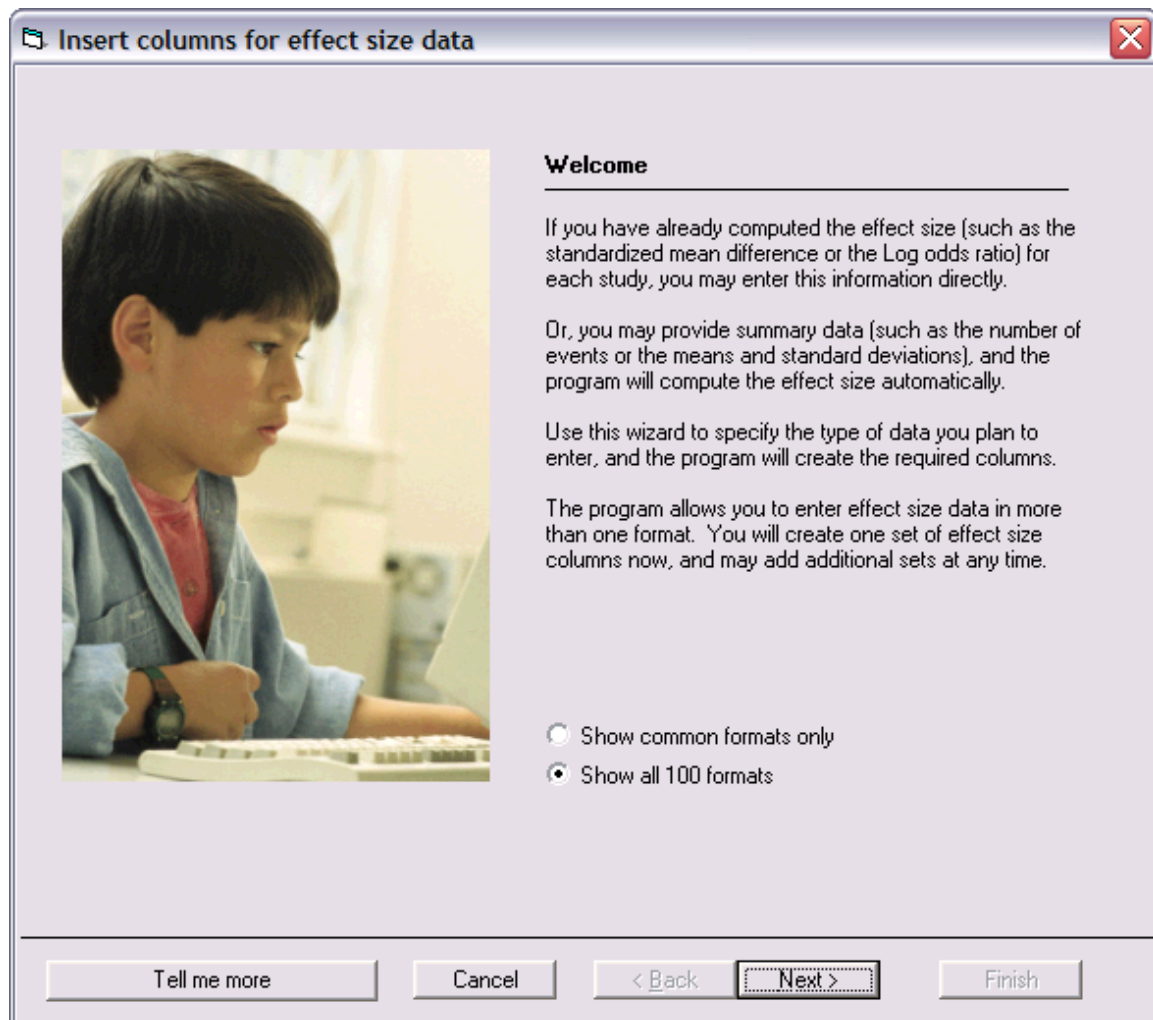 Insert columns for effect size data
Welcome
If you have already computed the effect size (such as the
standardized mean difference or the Log odds ratio) for
each study, you may enter this information directly.
Or, you may provide summary data (such as the number of
events or the means and standard deviations), and the
program will compute the effect size automatically.
Use this wizard to specify the type of data you plan to
enter, and the program will create the required columns.
The program allows you to enter effect size data in more
than one format. You will create one set of effect size
columns now, and may add additional sets at any time.
Show common formats only
Show all 100 formats
Tell me more
Cancel
< Back
Next >
Finish